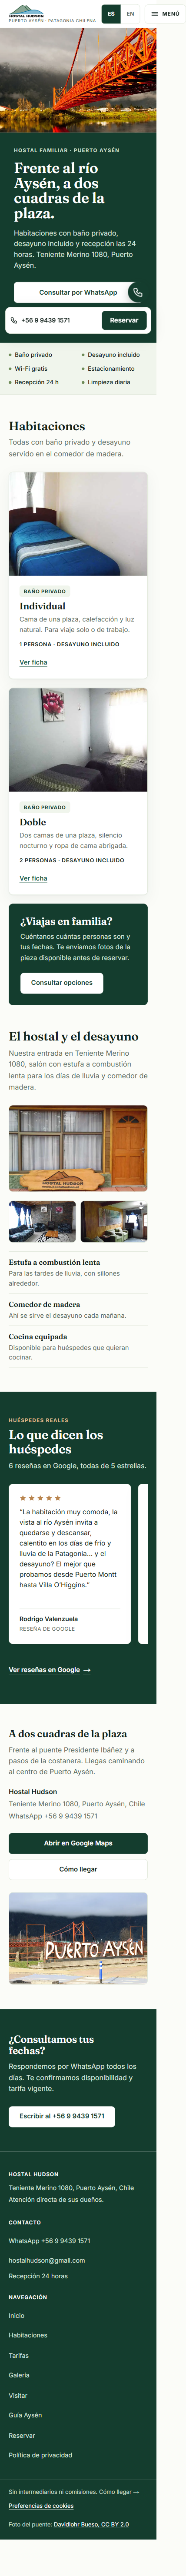 HOSTAL HUDSON
PUERTO AYSÉN · PATAGONIA CHILENA
ES
EN
MENÚ
HOSTAL FAMILIAR · PUERTO AYSÉN
Frente al río
Aysén, a dos
cuadras de la
plaza.
Habitaciones con baño privado,
desayuno incluido y recepción las 24
horas. Teniente Merino 1080, Puerto
Aysén.
Consultar por WhatsApp
+56 9 4439 1571
Reservar
Baño privado
Desayuno incluido
Wi-Fi gratis
Estacionamiento
Recepción 24 h
Limpieza diaria
Habitaciones
Todas con baño privado y desayuno
servido en el comedor de madera.
BAÑO PRIVADO
Individual
Cama de una plaza, calefacción y luz
natural. Para viaje solo o de trabajo.
1 PERSONA · DESAYUNO INCLUIDO
Ver ficha
BAÑO PRIVADO
Doble
Dos camas de una plaza, silencio
nocturno y ropa de cama abrigada.
2 PERSONAS · DESAYUNO INCLUIDO
Ver ficha
¿Viajas en familia?
Cuéntanos cuántas personas son y
tus fechas. Te enviamos fotos de la
pieza disponible antes de reservar.
Consultar opciones
El hostal y el desayuno
Nuestra entrada en Teniente Merino
1080, salón con estufa a combustión
lenta para los días de lluvia y comedor de
madera.
HOSTAL HUDSON
Estufa a combustión lenta
Para las tardes de lluvia, con sillones
alrededor.
Comedor de madera
Ahí se sirve el desayuno cada mañana.
Cocina equipada
Disponible para huéspedes que quieran
cocinar.
HUÉSPEDES REALES
Lo que dicen los
huéspedes
6 reseñas en Google, todas de 5 estrellas.
“La habitación muy comoda, la
vista al río Aysén invita a
quedarse y descansar,
calentito en los días de frío y
lluvia de la Patagonia... y el
desayuno? El mejor que
probamos desde Puerto Montt
hasta Villa O'Higgins.”
Rodrigo Valenzuela
RESEÑA DE GOOGLE
Ver reseñas en Google →
A dos cuadras de la plaza
Frente al puente Presidente Ibáñez y a
pasos de la costanera. Llegas caminando
al centro de Puerto Aysén.
Hostal Hudson
Teniente Merino 1080, Puerto Aysén, Chile
WhatsApp +56 9 4439 1571
Abrir en Google Maps
Cómo llegar
PUERTO AYSÉN
¿Consultamos tus
fechas?
Respondemos por WhatsApp todos los
días. Te confirmamos disponibilidad y
tarifa vigente.
Escribir al +56 9 4439 1571
HOSTAL HUDSON
Teniente Merino 1080, Puerto Aysén, Chile
Atención directa de sus dueños.
CONTACTO
WhatsApp +56 9 4439 1571
hostalhudson@gmail.com
Recepción 24 horas
NAVEGACIÓN
Inicio
Habitaciones
Tarifas
Galería
Visitar
Guía Aysén
Reservar
Política de privacidad
Sin intermediarios ni comisiones. Cómo llegar →
Preferencias de cookies
Foto del puente: Davidlohr Bueso, CC BY 2.0